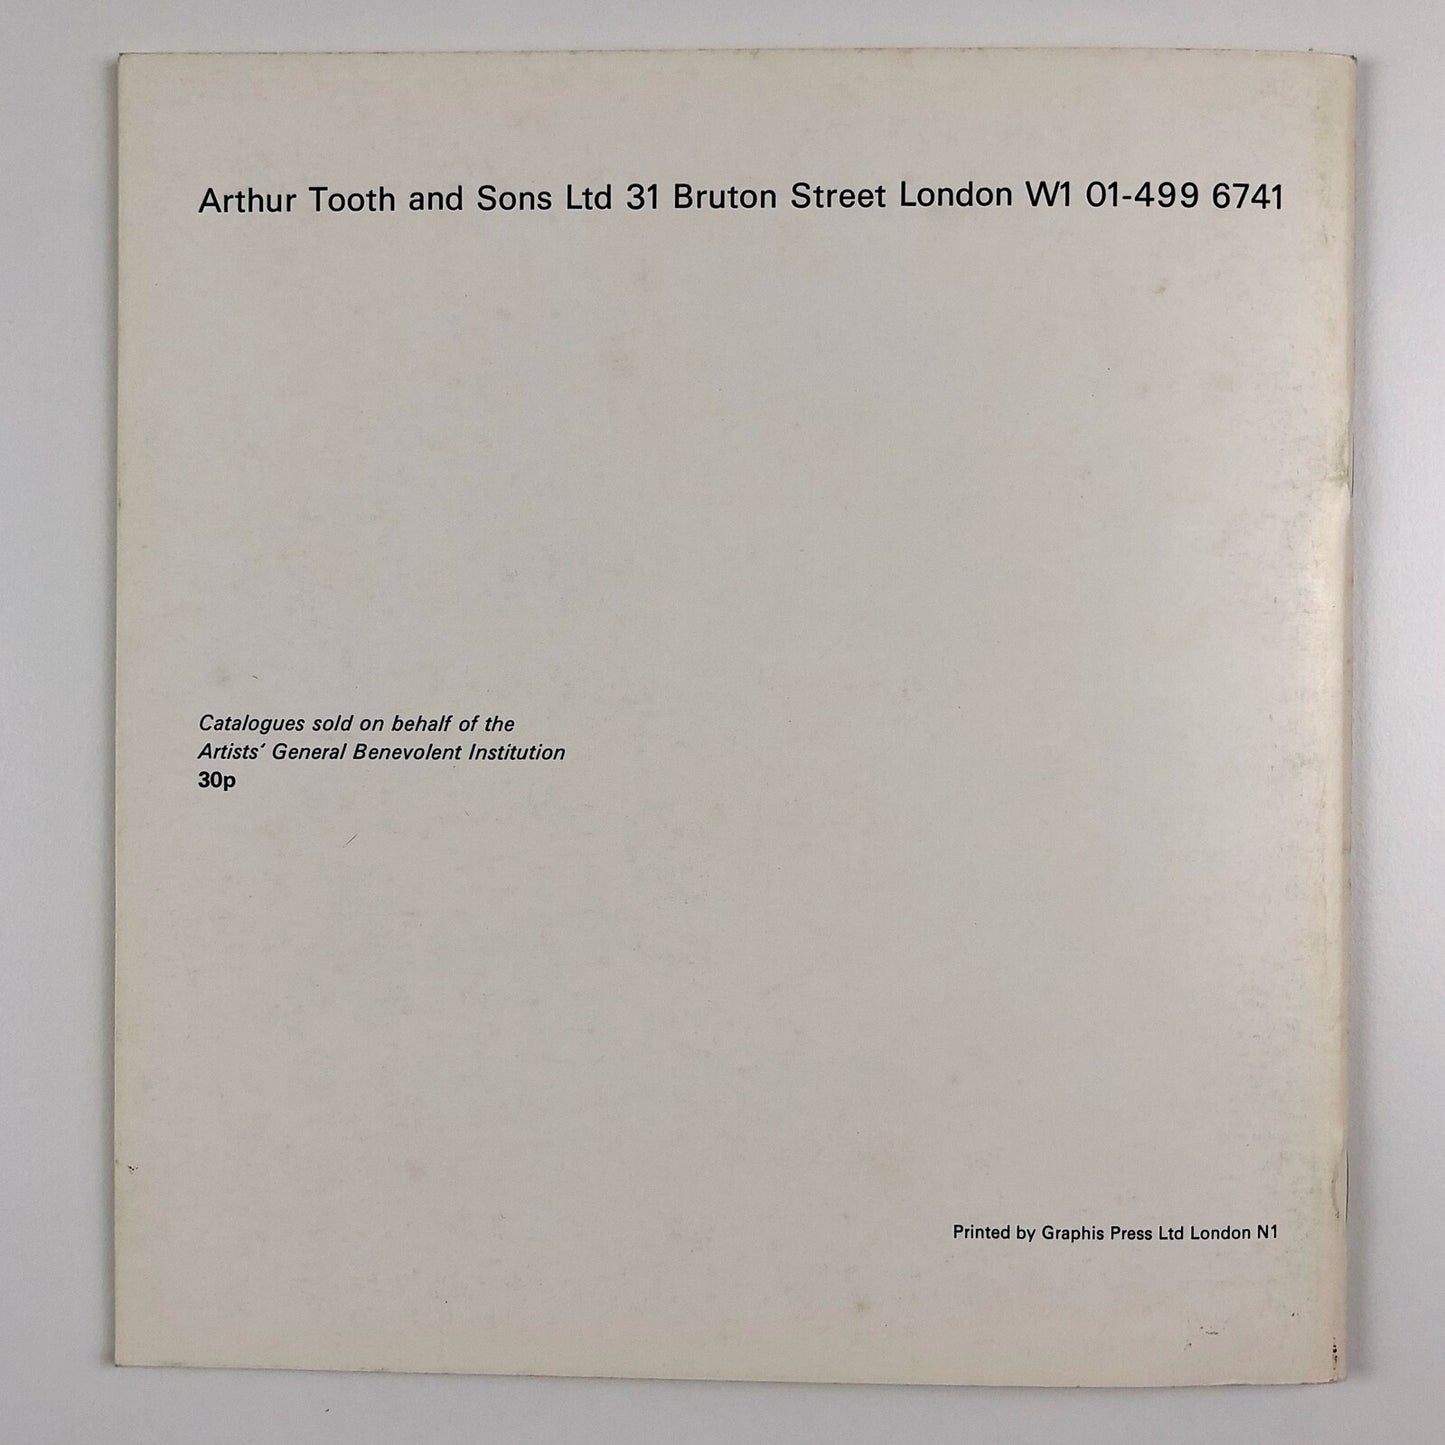 Arthur Tooth and Sons Ltd 31 Bruton Street London W1 01-499 6741
Catalogues sold on behalf of the
Artists‘ General Benevolent Institution
30p
Printed by Graphis Press Ltd London N1